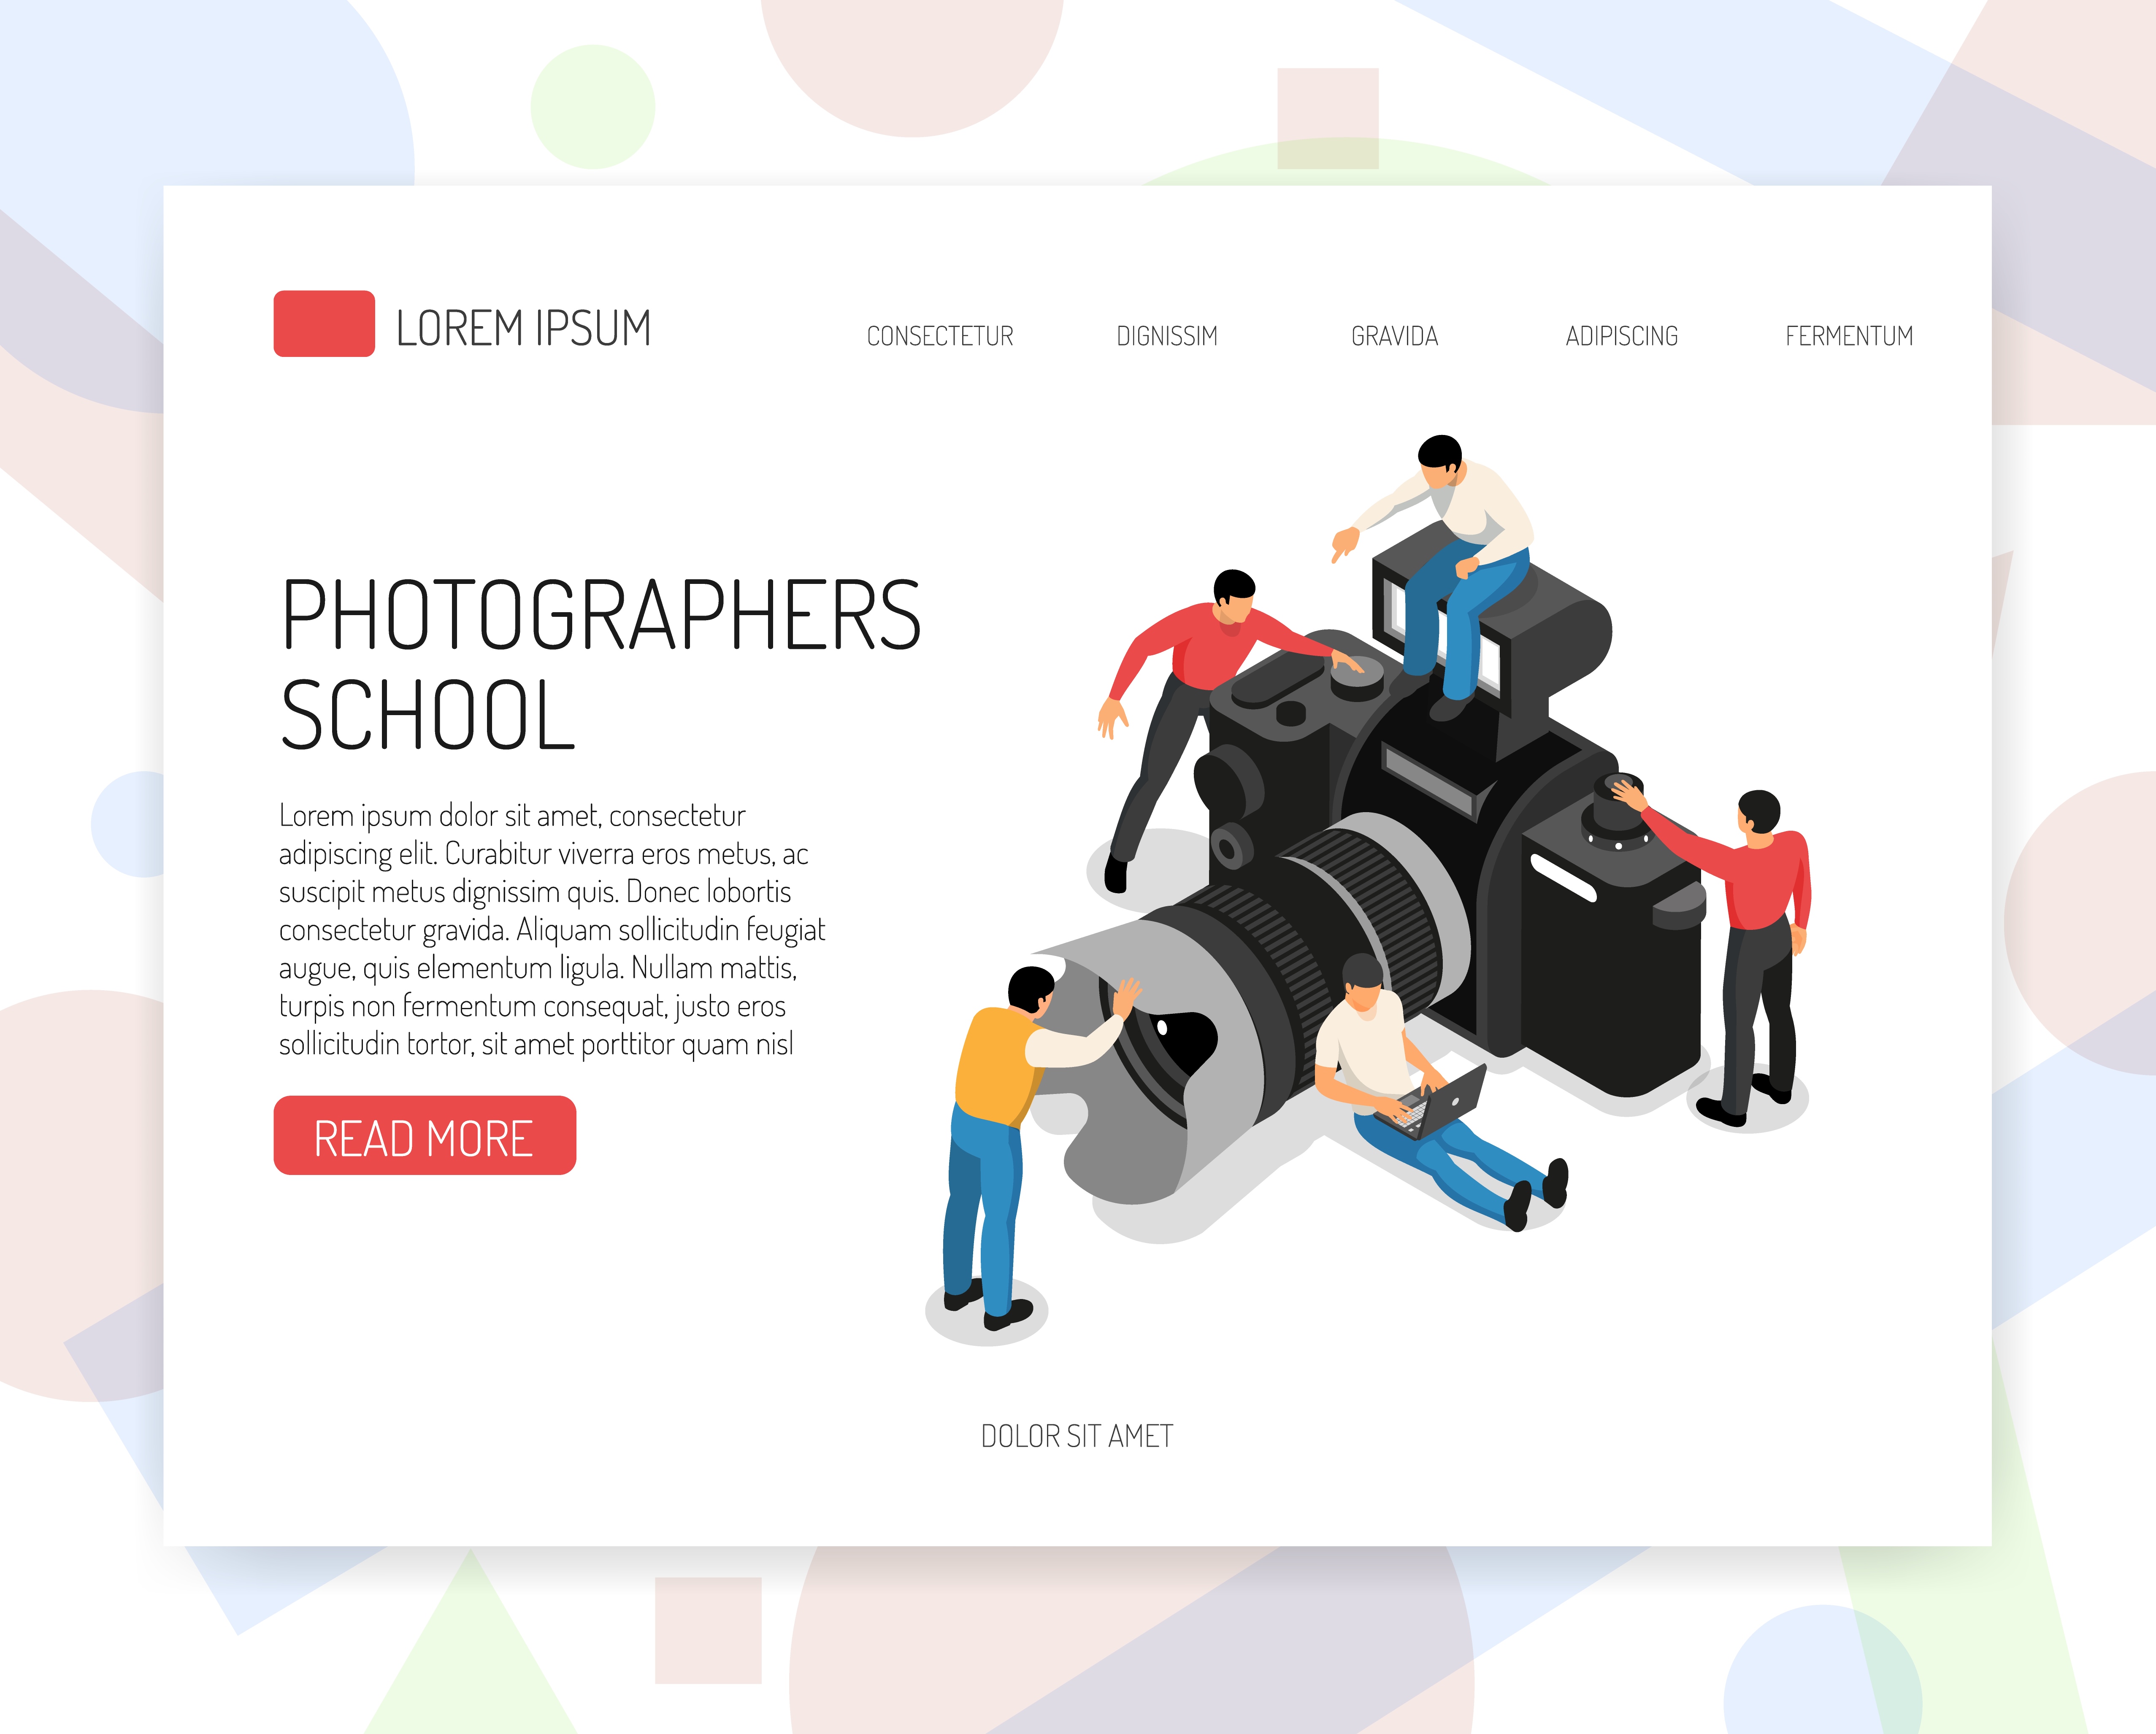 LOREM IPSUM
CONSECTETUR DIGNISSIM GRAVIDA ADIPISCING FERMENTUM
PHOTOGRAPHERS
SCHOOL
Lorem ipsum dolor sit amet, consectetur
adipiscing elit. Curabitur viverra eros metus, ac
suscipit metus dignissim quis. Donec lobortis
consectetur gravida. Aliquam sollicitudin feugiat
augue, quis elementum ligula. Nullam mattis,
turpis non fermentum consequat, justo eros
sollicitudin tortor, sit amet porttitor quam nisl
READ MORE
DOLOR SIT AMET